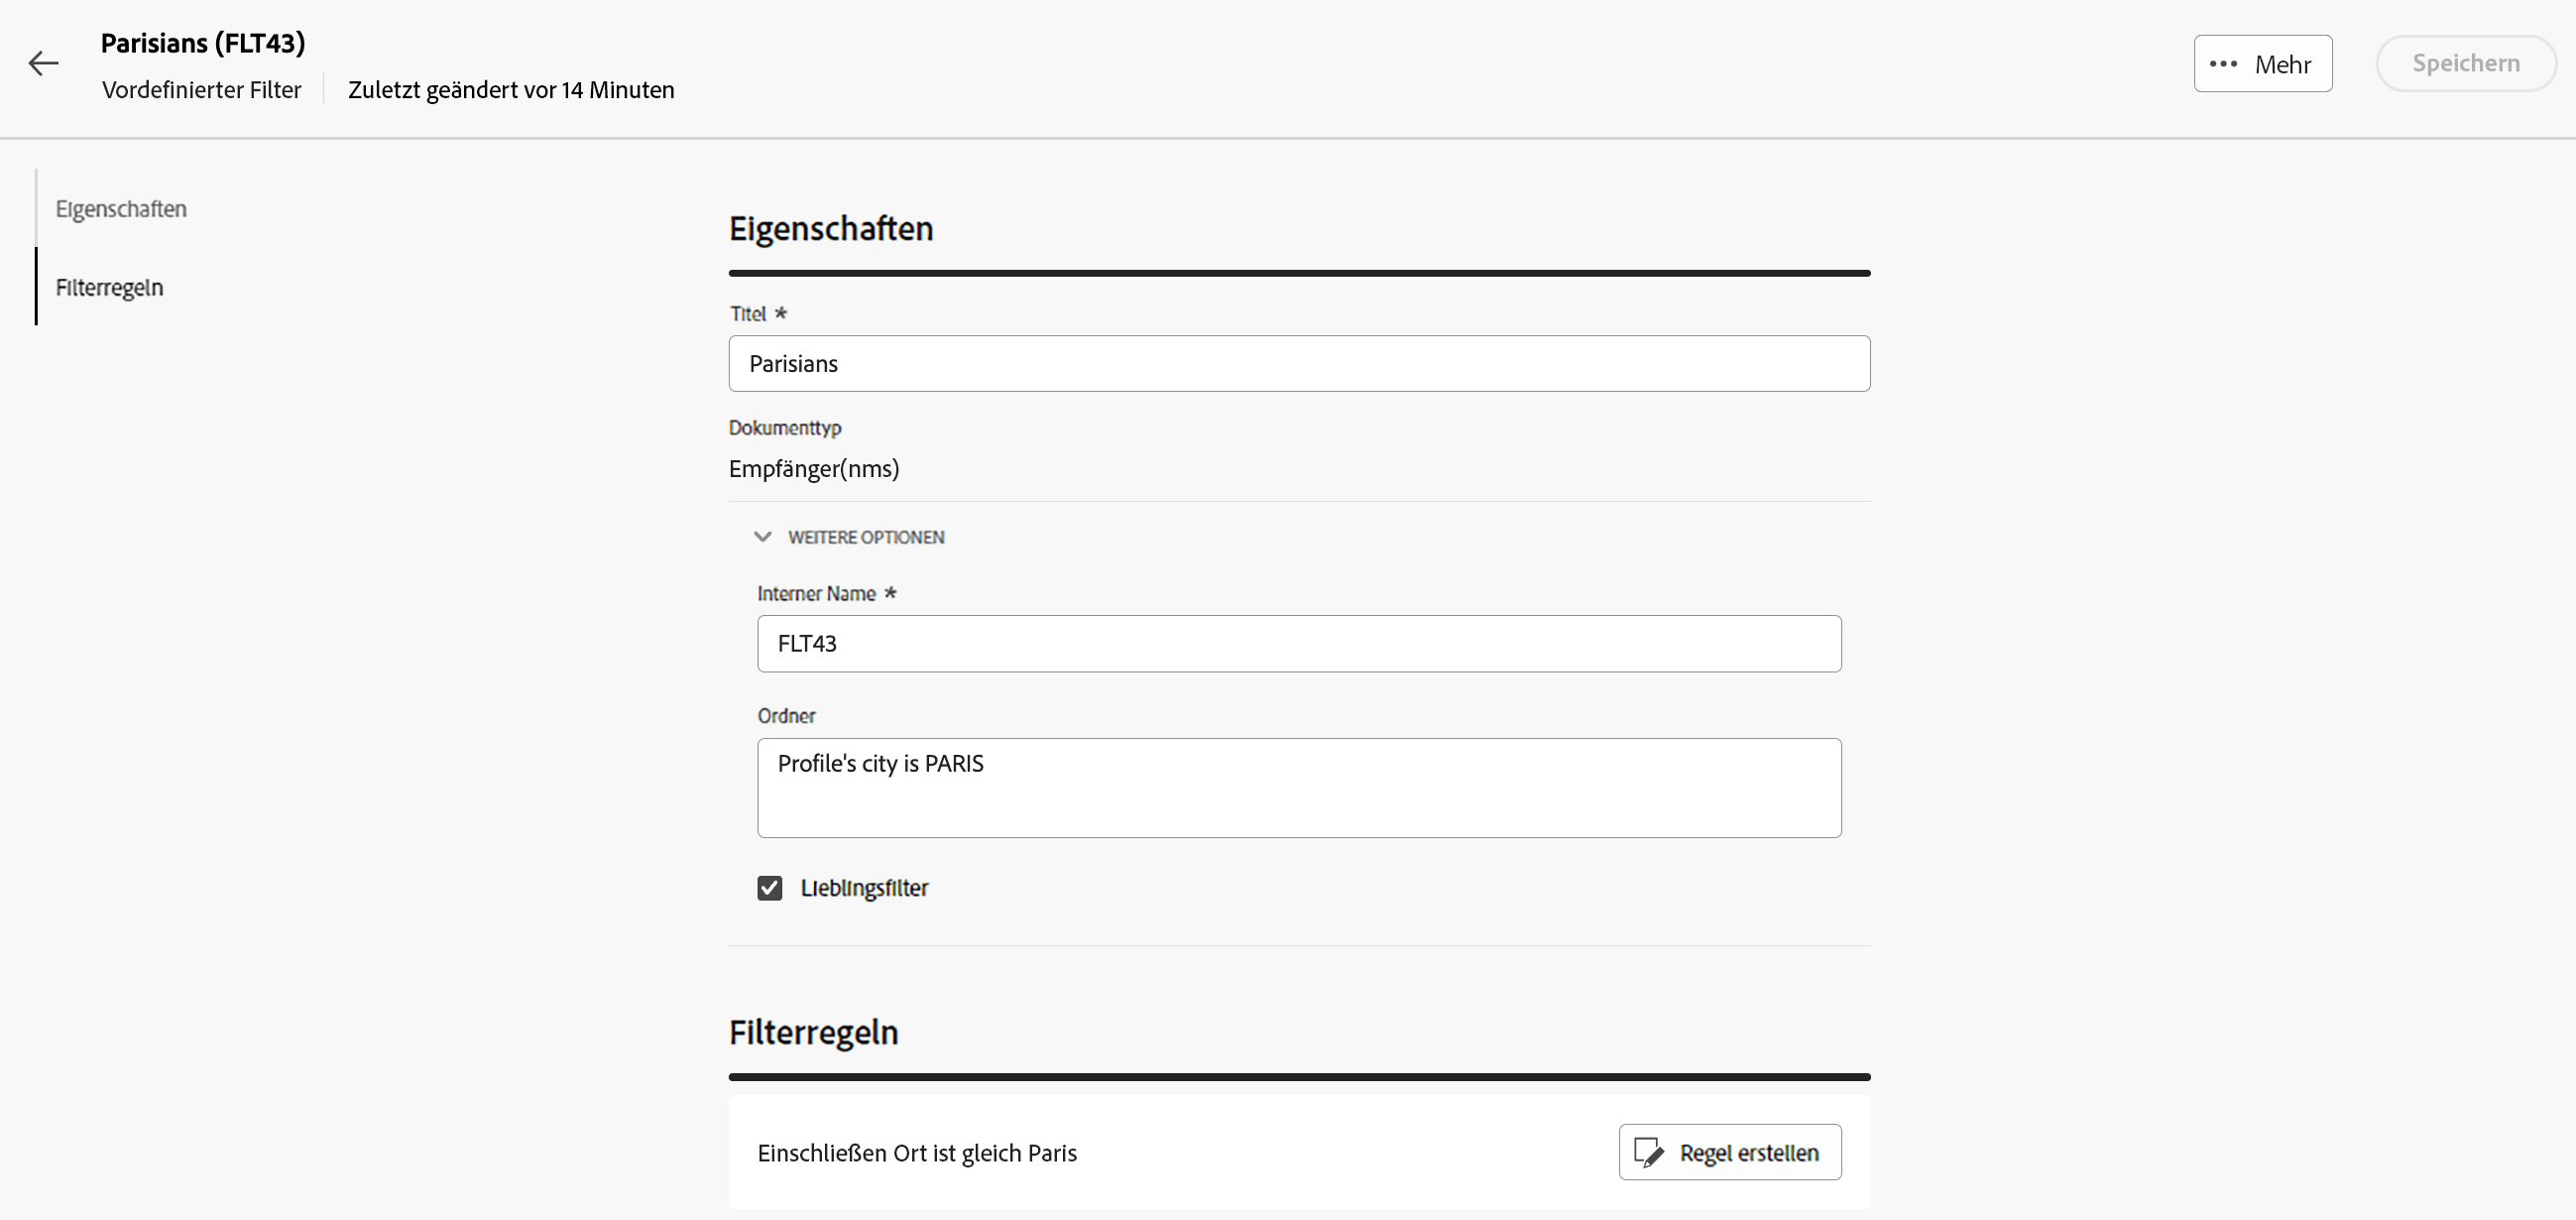 Parisians (FLT43)
Vordefinierter Filter
Zuletzt geändert vor 14 Minuten
Mehr
Speichern
Eigenschaften
Filterregeln
Eigenschaften
Titel *
Parisians
Dokumenttyp
Empfänger(nms)
WEITERE OPTIONEN
Interner Name *
FLT43
Ordner
Profile's city is PARIS
Lieblingsfilter
Filterregeln
Einschließen Ort ist gleich Paris
Regel erstellen